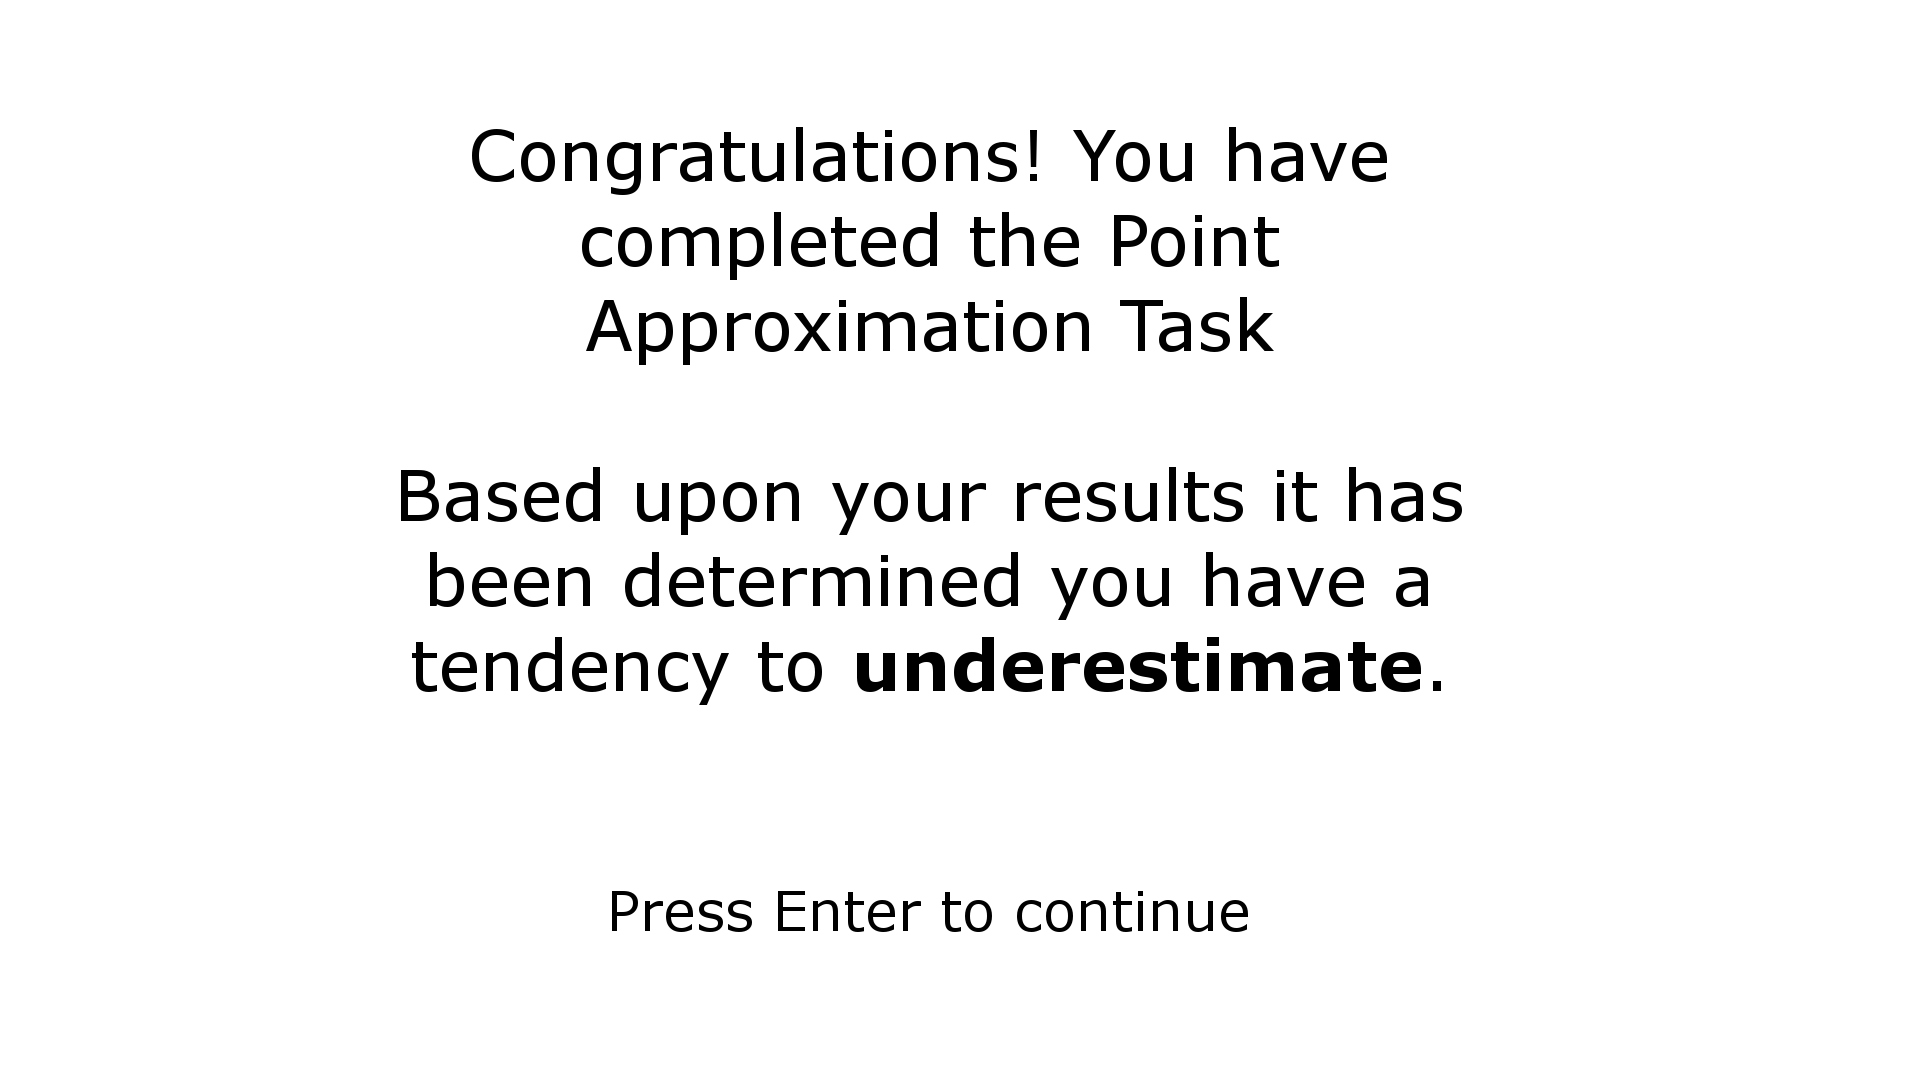 Congratulations! You have
completed the Point
Approximation Task
Based upon your results it has
been determined you have a
tendency to underestimate.
Press Enter to continue